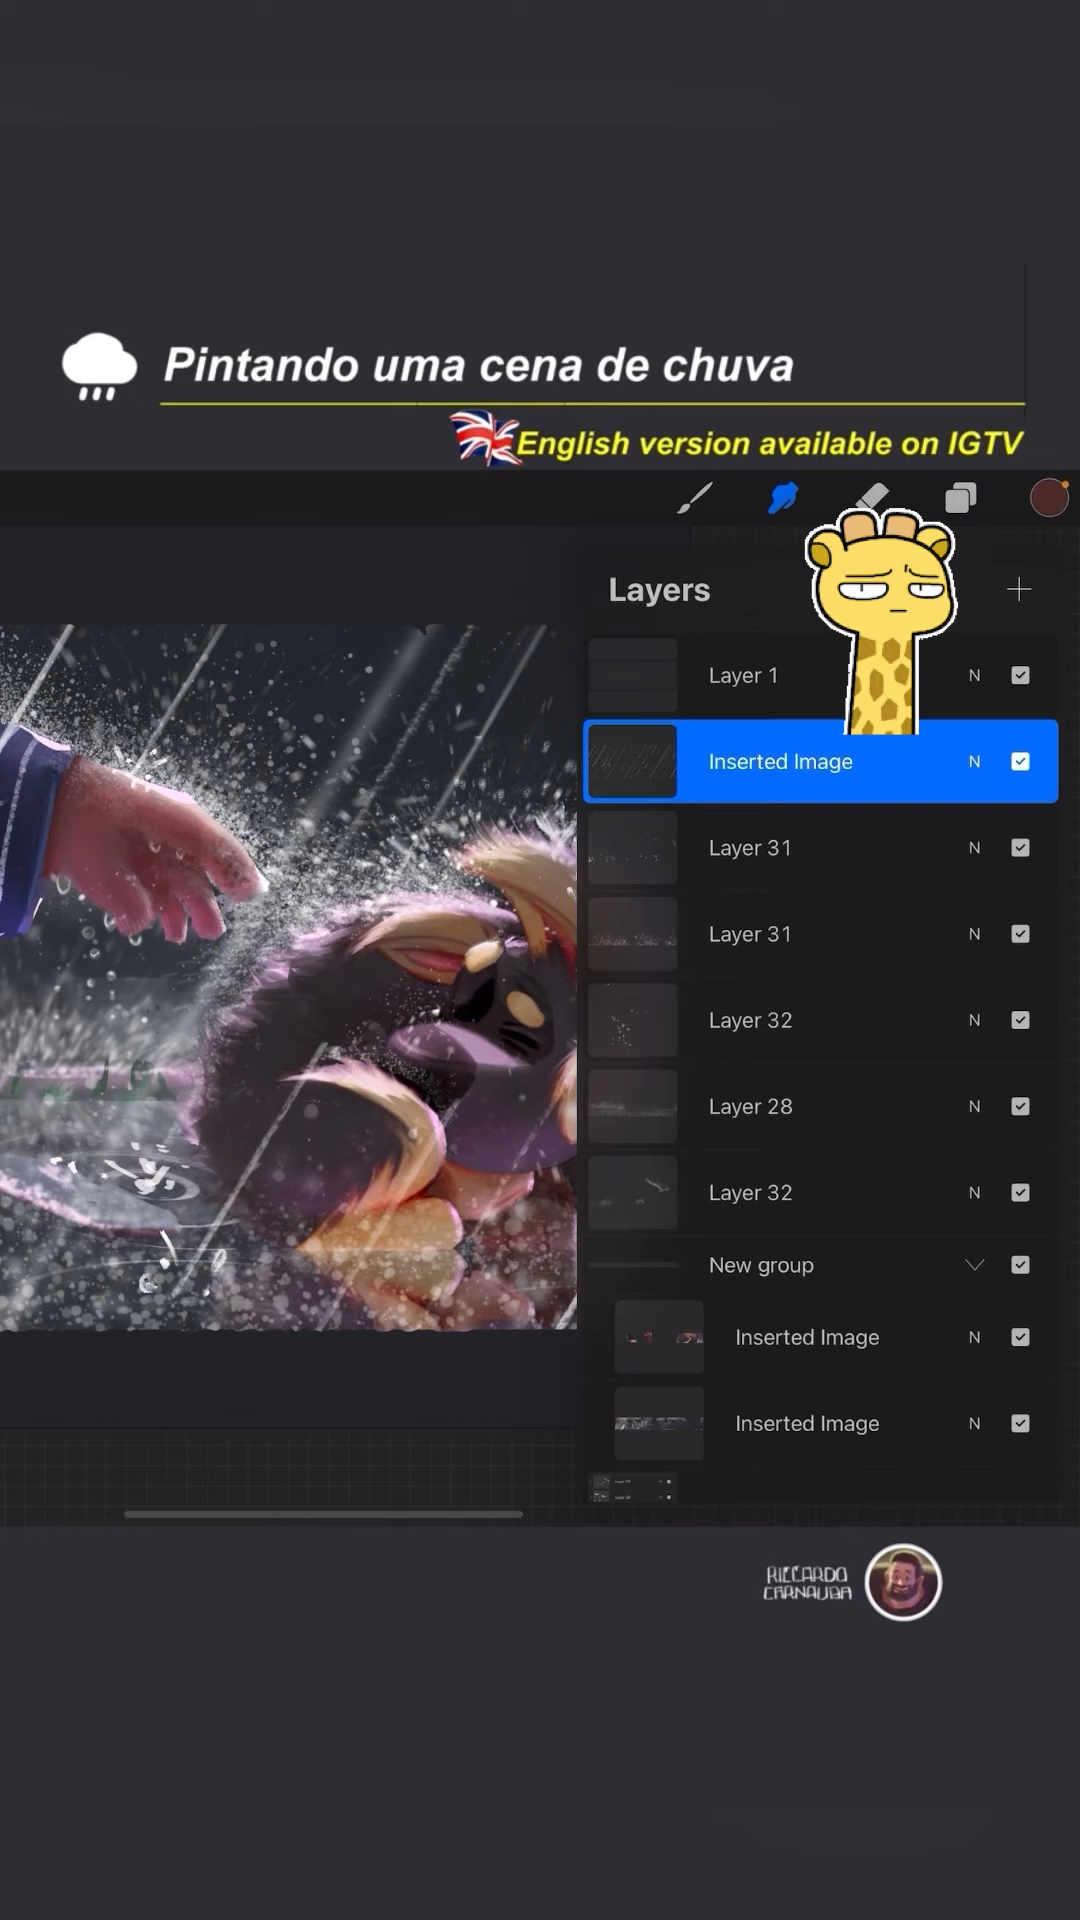 Pintando uma cena de chuva
English version available on IGTV
Layers
Layer 1 N
Inserted Image N
Layer 31 N
Layer 31 N
Layer 32 N
Layer 28 N
Layer 32 N
New group
Inserted Image N
Inserted Image N
RICCARDO
CARNAUBA